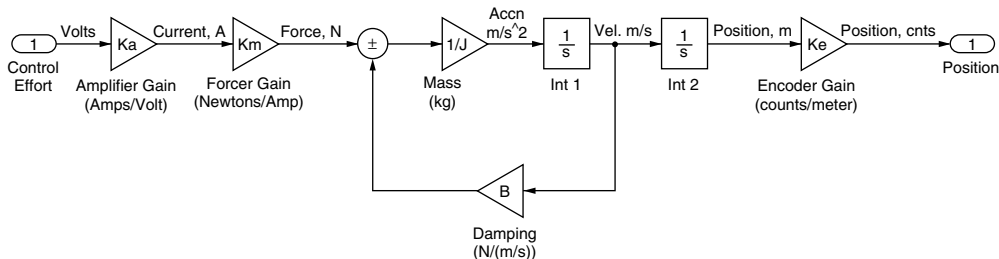 1
Control
Effort
Volts
Ka
Amplifier Gain
(Amps/Volt)
Current, A
Km
Forcer Gain
(Newtons/Amp)
Force, N
±
1/J
Mass
(kg)
Accn
m/s^2
1
s
Int 1
Vel. m/s
1
s
Int 2
Position, m
Ke
Encoder Gain
(counts/meter)
Position, cnts
1
Position
B
Damping
(N/(m/s))